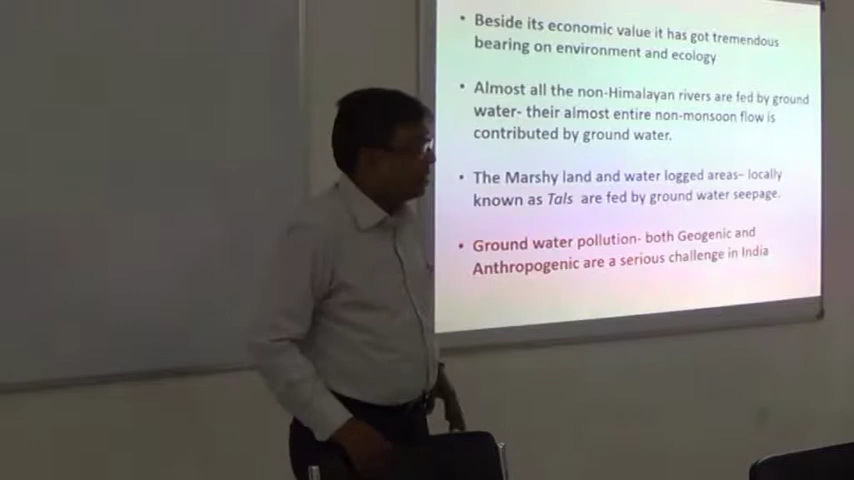 • Beside its economic value it has got tremendous
bearing on environment and ecology
• Almost all the non-Himalayan rivers are fed by ground
water- their almost entire non-monsoon flow is
contributed by ground water.
• The Marshy land and water logged areas– locally
known as Tals are fed by ground water seepage.
• Ground water pollution- both Geogenic and
Anthropogenic are a serious challenge in India